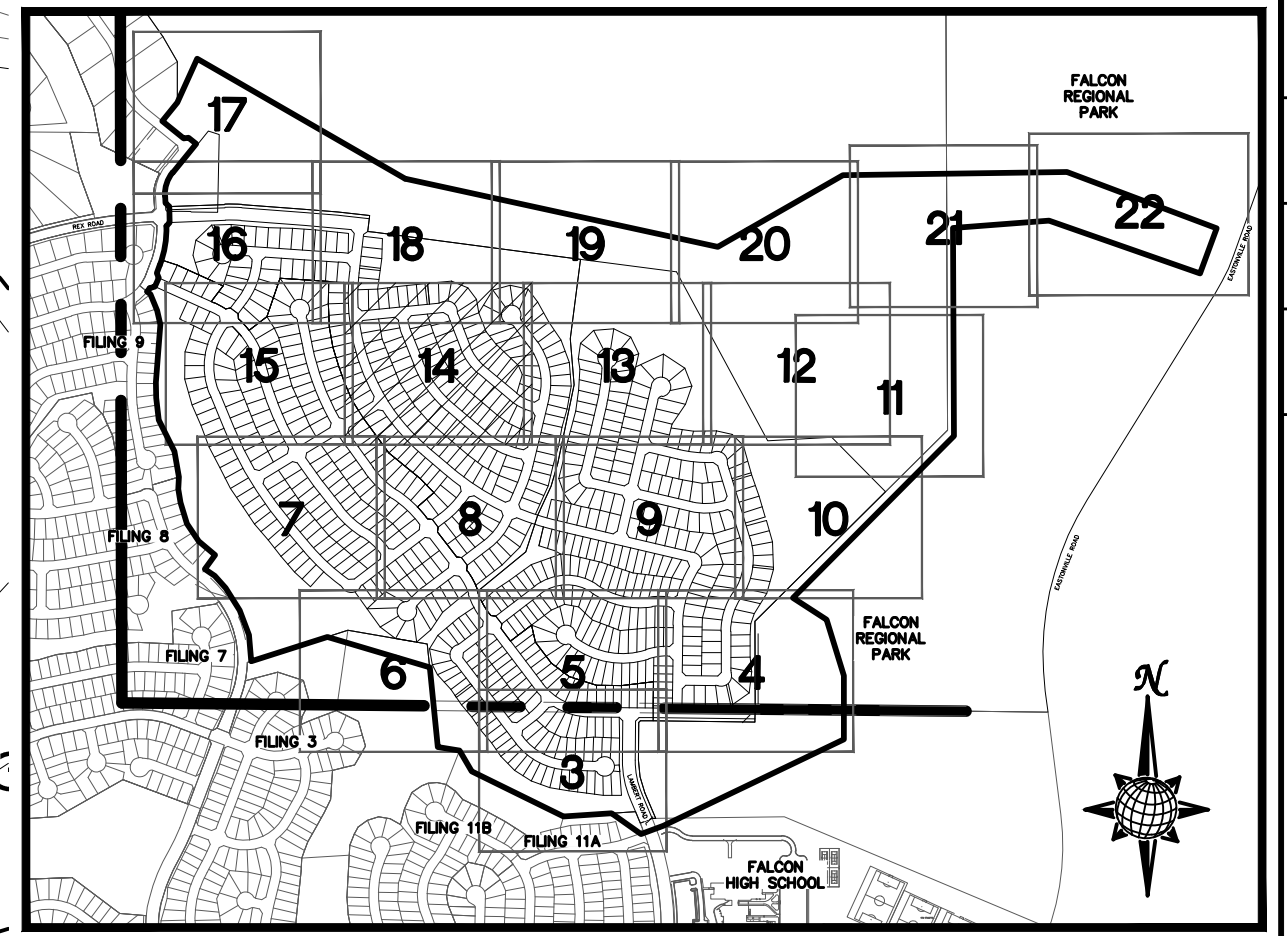 FALCON
REGIONAL
PARK
17
22
REX ROAD
21
16
18
19
20
EASTONVILLE ROAD
FILING 9
15
14
13
12
11
7
8
9
10
FILING 8
EASTONVILLE ROAD
FALCON
REGIONAL
PARK
FILING 7
6
5
4
N
FILING 3
3
LAMBERT ROAD
FILING 11B
FILING 11A
FALCON
HIGH SCHOOL